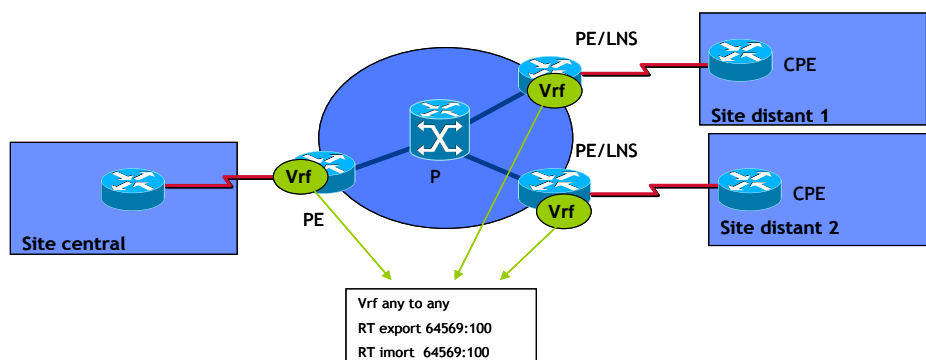 PE/LNS
CPE
Vrf
Site distant 1
P
PE/LNS
Vrf
CPE
Vrf
PE
Site central
Site distant 2
Vrf any to any
RT export 64569:100
RT imort 64569:100